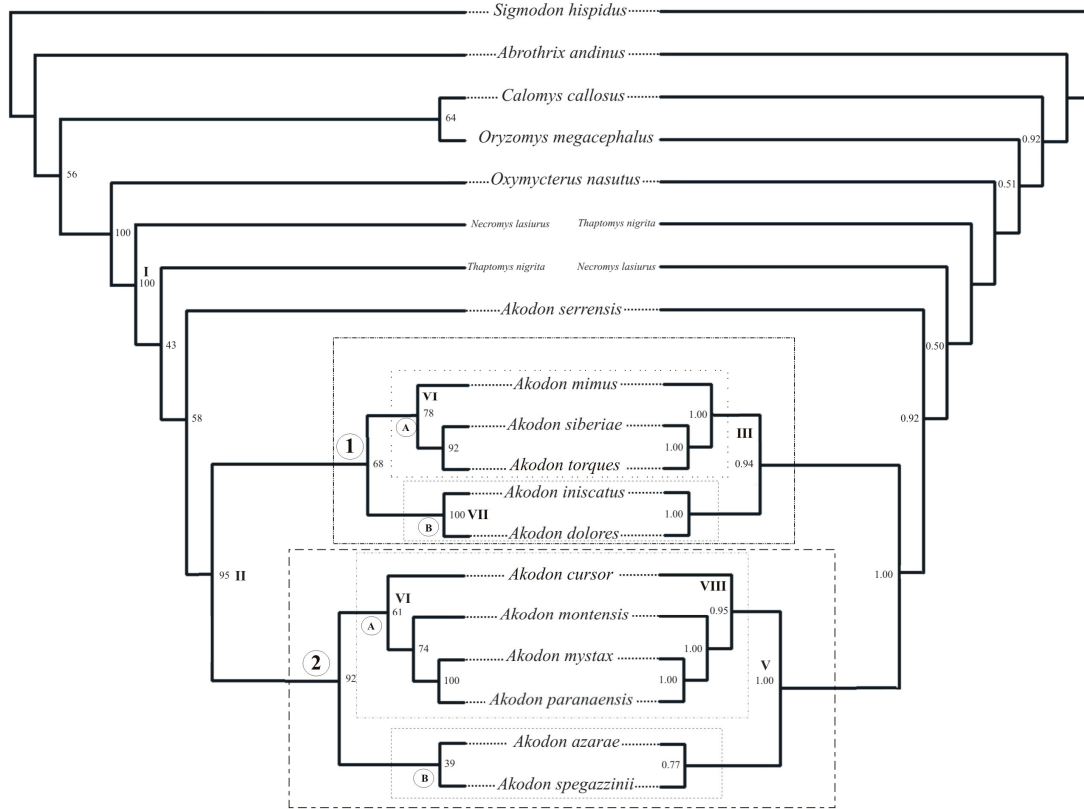 Sigmodon hispidus
Abrothrix andinus
Calomys callosus
64
Oryzomys megacephalus
0.92
56
Oxymycterus nasutus
0.51
Necromys lasiurus Thaptomys nigrita
100
I
100
Thaptomys nigrita Necromys lasiurus
Akodon serrensis
43
0.50
Akodon mimus
VI
78
1.00
58
0.92
A
Akodon siberiae
III
1
92
1.00
68
Akodon torques
0.94
Akodon iniscatus
100 VII
1.00
B
Akodon dolores
95 II
Akodon cursor
1.00
VI
VIII
61
0.95
A
Akodon montensis
74
1.00
2
Akodon mystax
V
92
100
1.00
1.00
Akodon paranaensis
Akodon azarae
39
0.77
B
Akodon spegazzinii